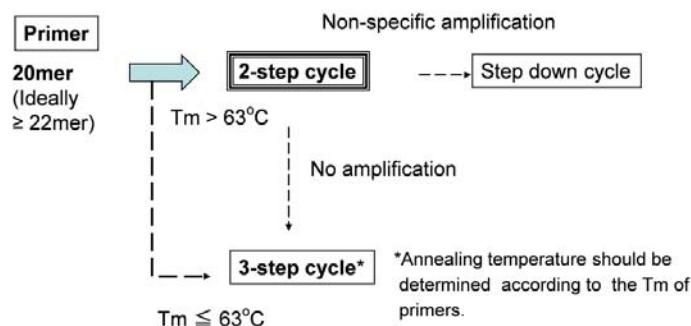 Primer
20mer
(Ideally
≥ 22mer)
Non-specific amplification
2-step cycle
Step down cycle
Tm > 63°C
No amplification
3-step cycle*
Tm ≦ 63°C
*Annealing temperature should be
determined according to the Tm of
primers.